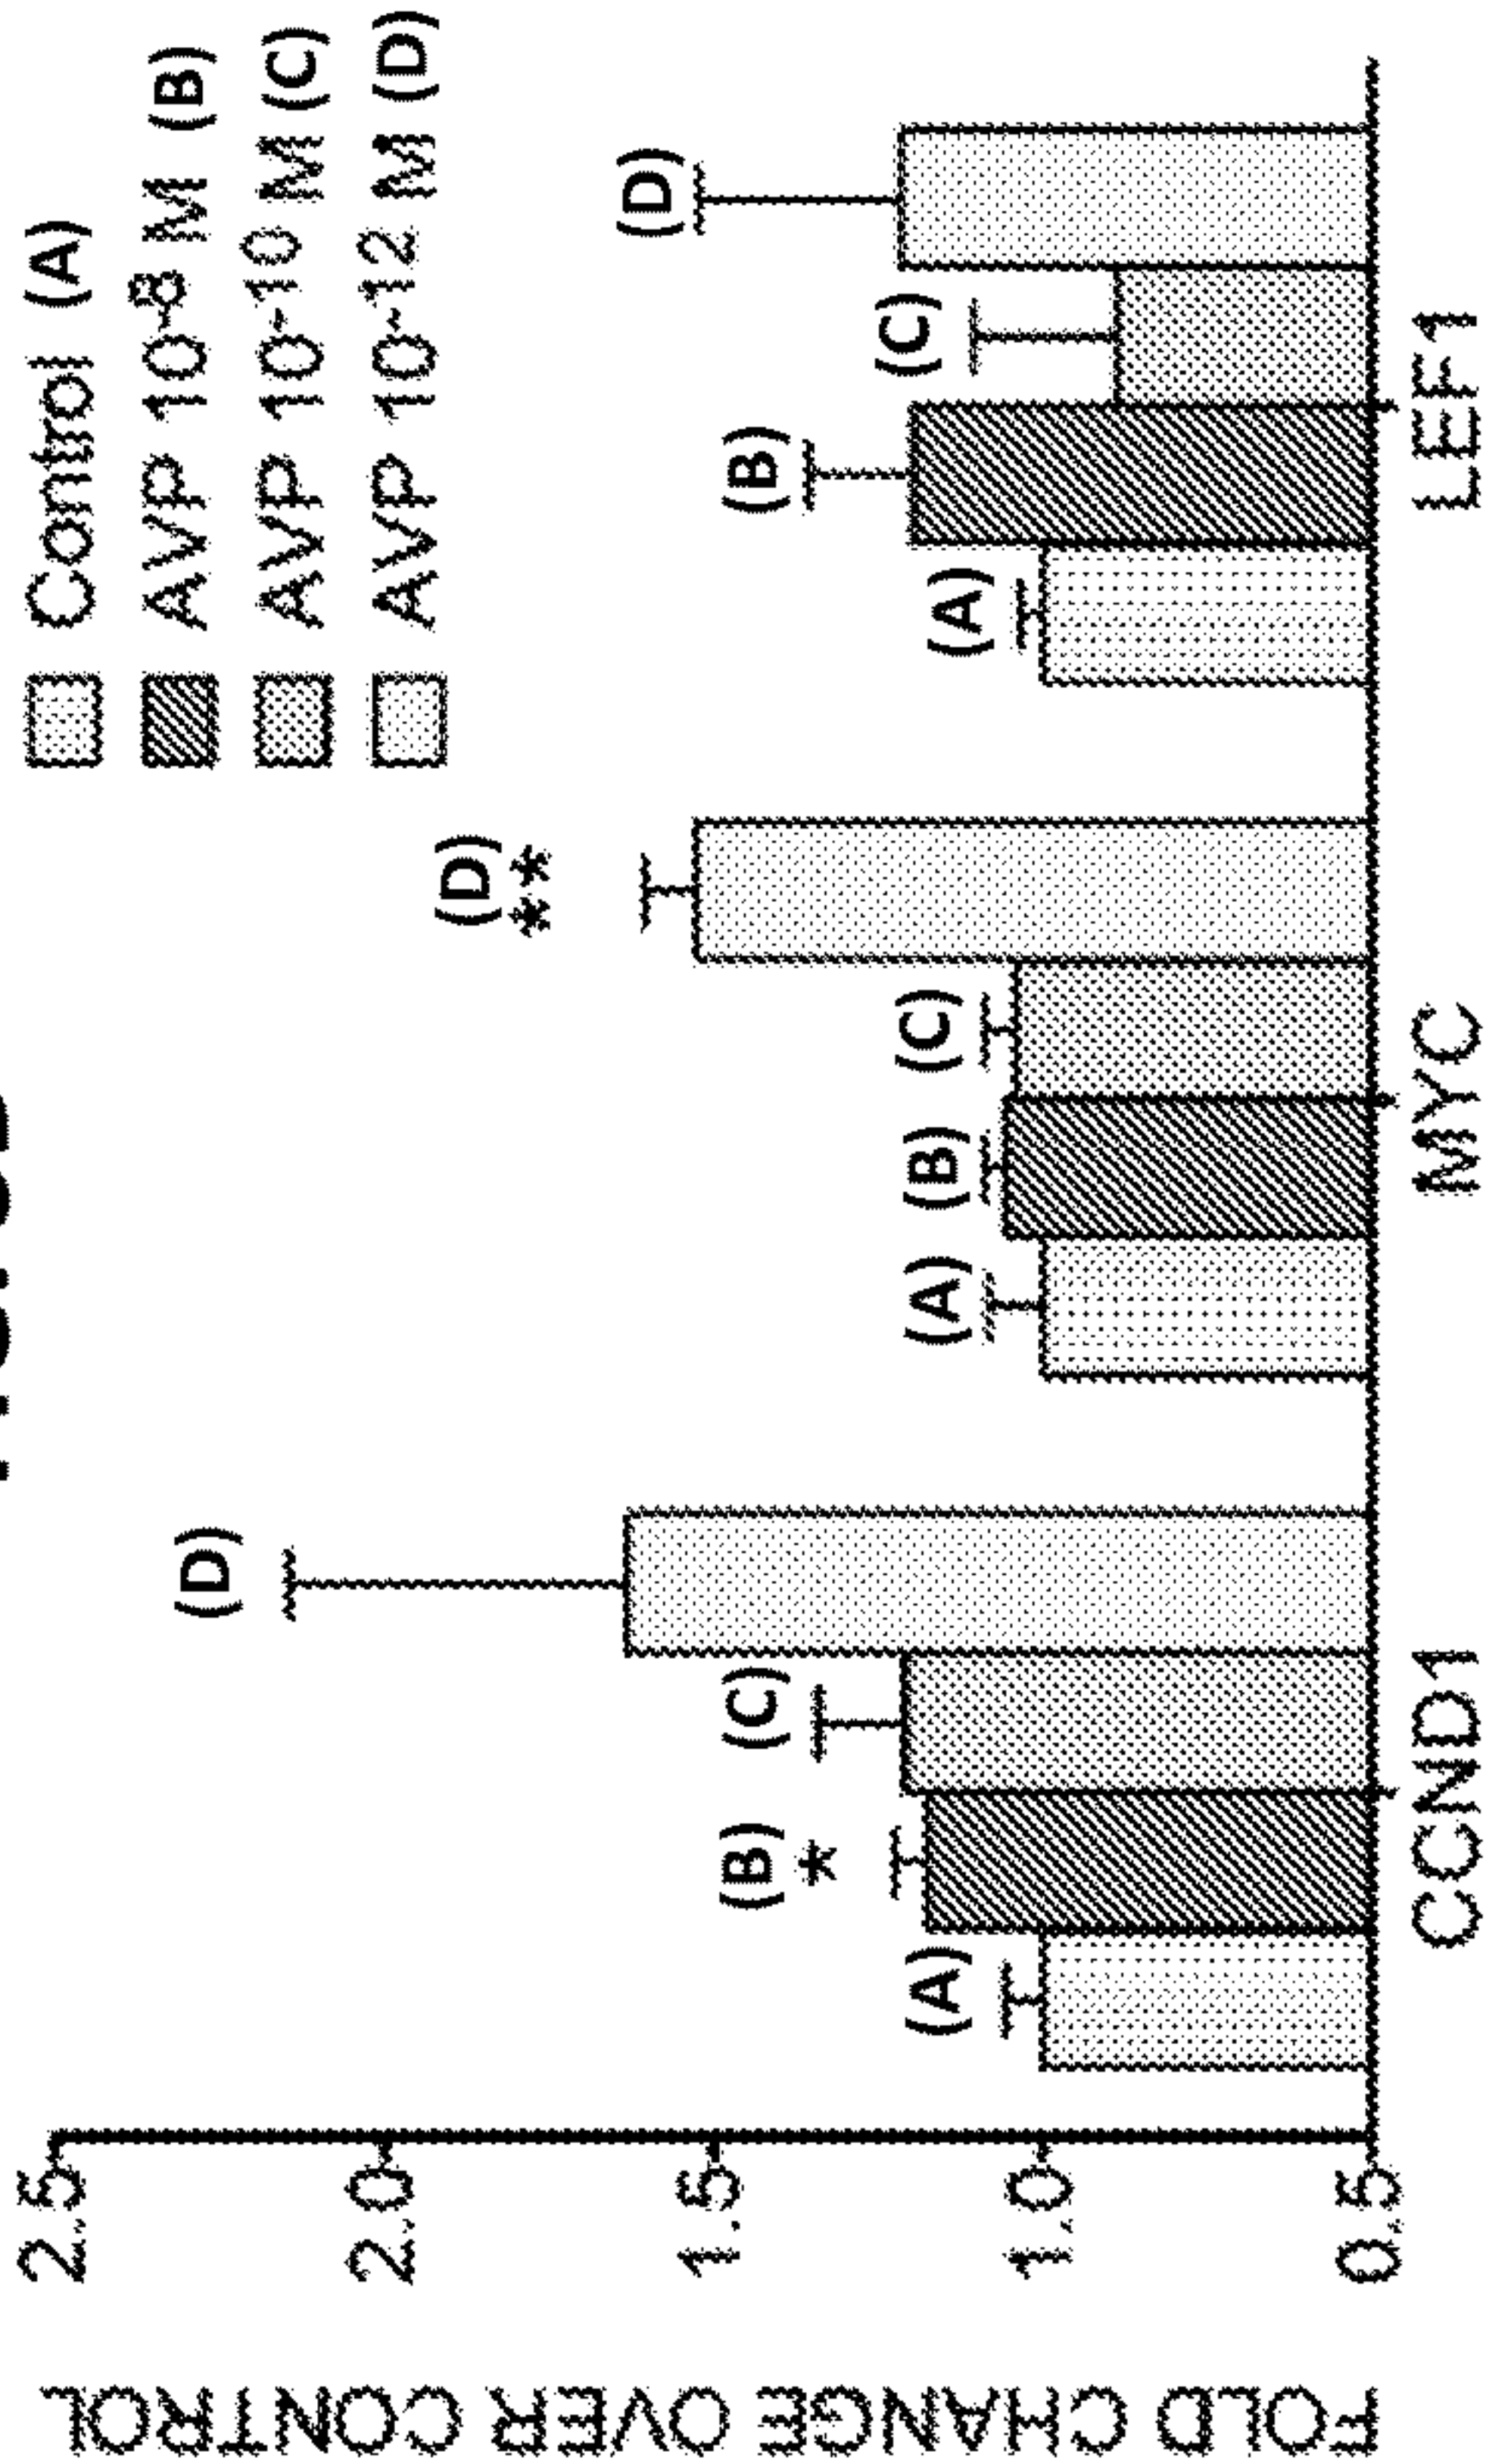 Control (A)
AVP 10-8 M (B)
AVP 10-10 M (C)
AVP 10-12 M (D)
FOLD CHANGE OVER CONTROL
2.5
2.0
1.5
1.0
0.5
(A)
(B)
*
(C)
(D)
(A)
(B)
(C)
(D)
**
(A)
(B)
(C)
(D)
CCND1
MYC
LEF1